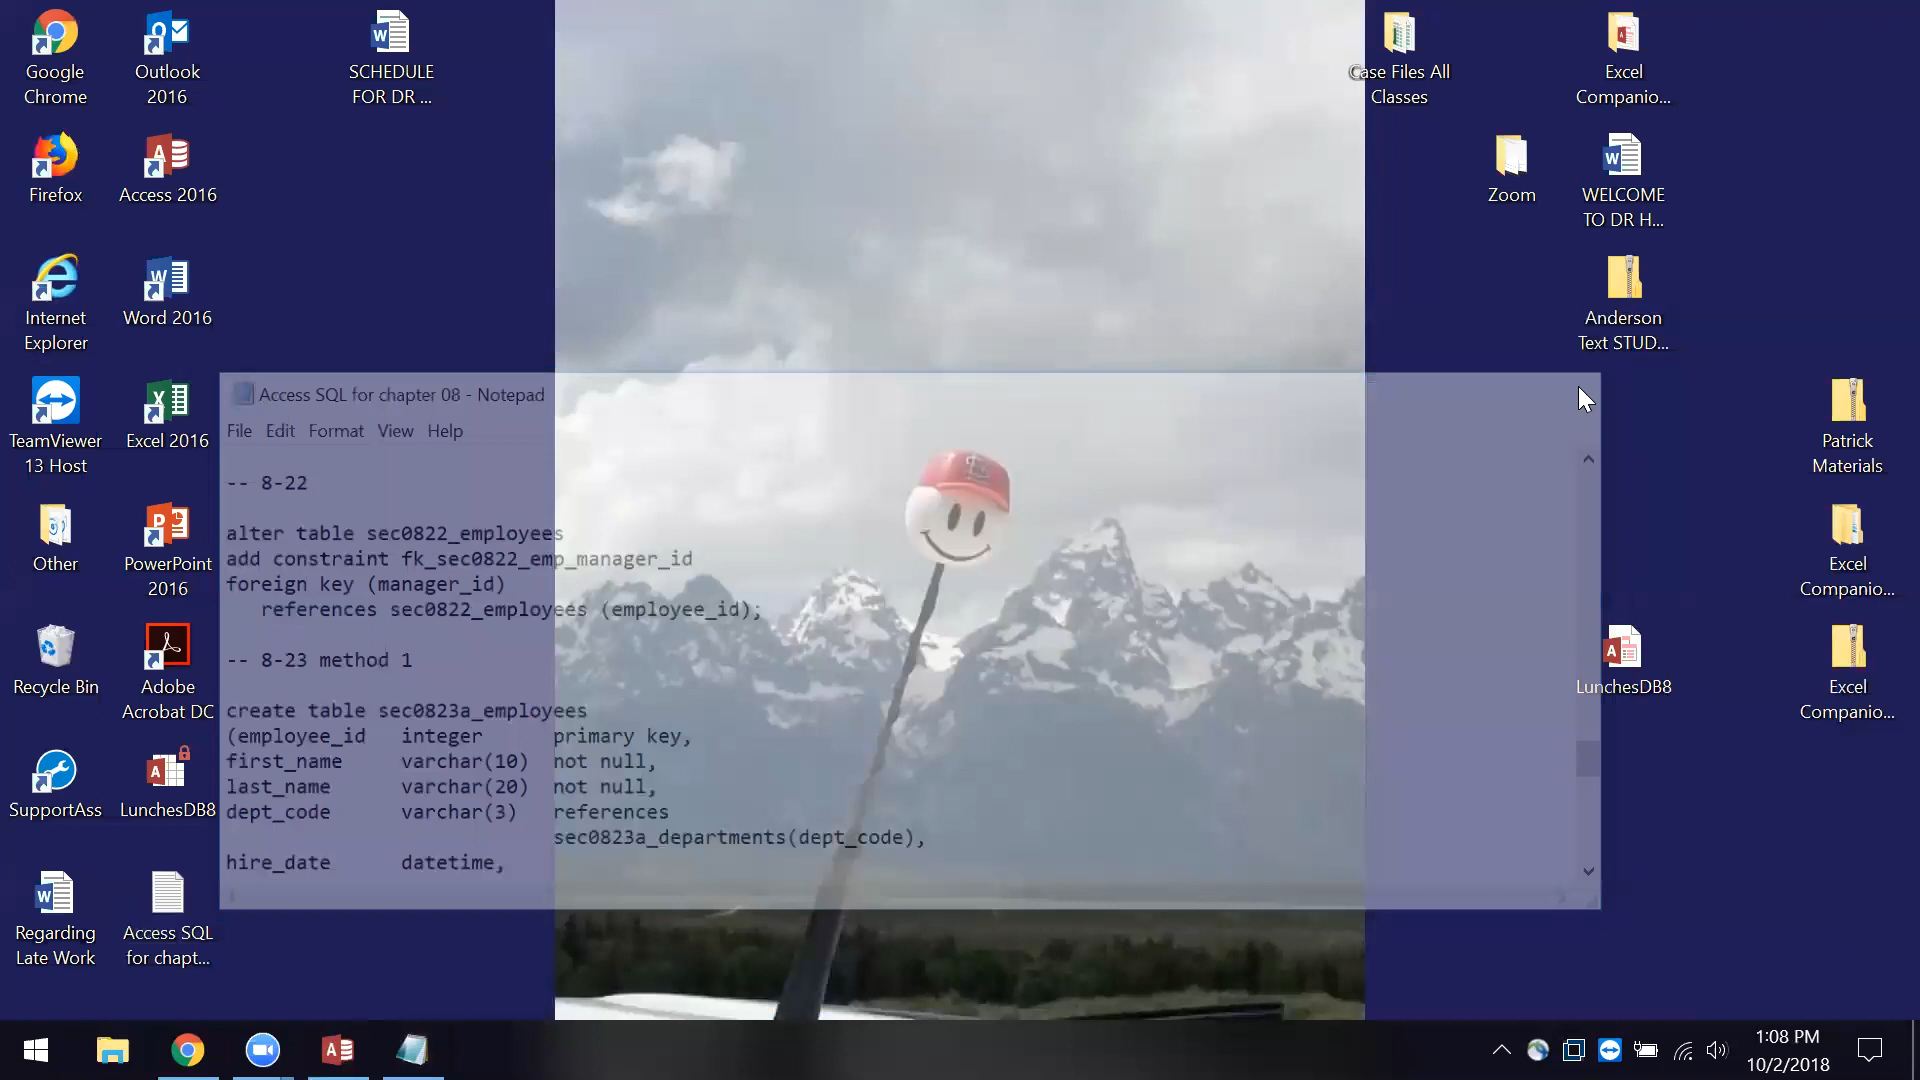 Google
Chrome
Outlook
2016
SCHEDULE
FOR DR ...
Case Files All
Classes
Excel
Companio...
Firefox
Access 2016
Zoom
WELCOME
TO DR H...
Internet
Explorer
Word 2016
Anderson
Text STUD...
TeamViewer
13 Host
Excel 2016
Patrick
Materials
Other
PowerPoint
2016
Excel
Companio...
Recycle Bin
Adobe
Acrobat DC
LunchesDB8
Excel
Companio...
SupportAss
LunchesDB8
Regarding
Late Work
Access SQL
for chapt...
Access SQL for chapter 08 - Notepad
File Edit Format View Help
-- 8-22
alter table sec0822_employees
add constraint fk_sec0822_emp_manager_id
foreign key (manager_id)
references sec0822_employees (employee_id);
-- 8-23 method 1
create table sec0823a_employees
(employee_id integer primary key,
first_name varchar(10) not null,
last_name varchar(20) not null,
dept_code varchar(3) references
sec0823a_departments(dept_code),
hire_date datetime,
1:08 PM
10/2/2018